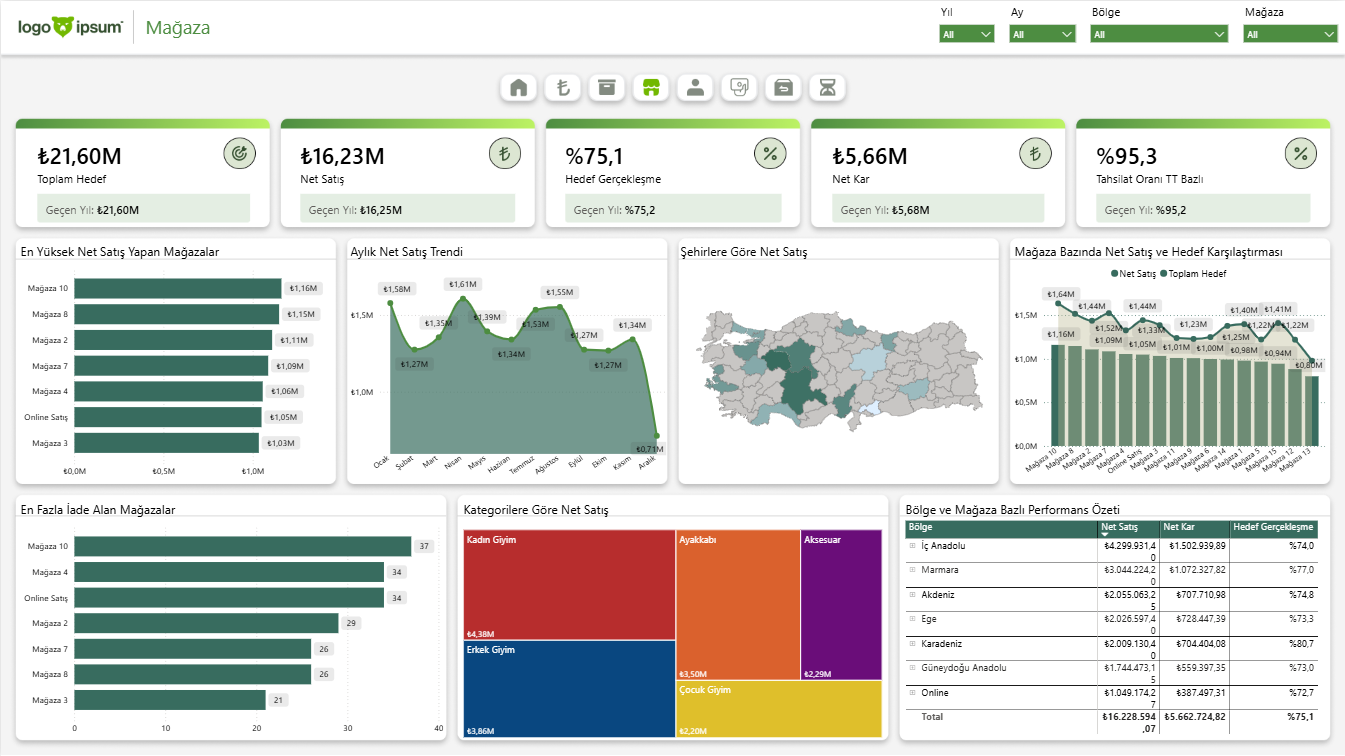 logo ipsum
Mağaza
Yıl
Ay
Bölge
Mağaza
All
All
All
All
₺21,60M
Toplam Hedef
Geçen Yıl: ₺21,60M
₺16,23M
Net Satış
Geçen Yıl: ₺16,25M
%75,1
Hedef Gerçekleşme
Geçen Yıl: %75,2
₺5,66M
Net Kar
Geçen Yıl: ₺5,68M
%95,3
Tahsilat Oranı TT Bazlı
Geçen Yıl: %95,2
En Yüksek Net Satış Yapan Mağazalar
Mağaza 10 ₺1,16M
Mağaza 8 ₺1,15M
Mağaza 2 ₺1,11M
Mağaza 7 ₺1,09M
Mağaza 4 ₺1,06M
Online Satış ₺1,05M
Mağaza 3 ₺1,03M
₺0,0M ₺0,5M ₺1,0M
Aylık Net Satış Trendi
₺1,5M
₺1,0M
₺1,58M
₺1,27M
₺1,35M
₺1,61M
₺1,39M
₺1,34M
₺1,53M
₺1,55M
₺1,27M
₺1,27M
₺1,34M
₺0,71M
Ocak Şubat Mart Nisan Mayıs Haziran Temmuz Ağustos Eylül Ekim Kasım Aralık
Şehirlere Göre Net Satış
Mağaza Bazında Net Satış ve Hedef Karşılaştırması
Net Satış Toplam Hedef
₺1,5M
₺1,0M
₺0,5M
₺0,0M
₺1,64M
₺1,44M
₺1,52M
₺1,44M
₺1,33M
₺1,23M
₺1,25M
₺1,40M
₺1,22M
₺1,41M
₺1,22M
₺1,16M
₺1,09M
₺1,05M
₺1,01M
₺1,00M
₺0,98M
₺0,94M
₺0,80M
Mağaza 10 Mağaza 8 Mağaza 2 Mağaza 7 Mağaza 4 Online Satış Mağaza 3 Mağaza 11 Mağaza 9 Mağaza 6 Mağaza 14 Mağaza 1 Mağaza 5 Mağaza 15 Mağaza 12 Mağaza 13
En Fazla İade Alan Mağazalar
Mağaza 10 37
Mağaza 4 34
Online Satış 34
Mağaza 2 29
Mağaza 7 26
Mağaza 8 26
Mağaza 3 21
0 10 20 30 40
Kategorilere Göre Net Satış
Kadın Giyim
₺4,38M
Erkek Giyim
₺3,86M
Ayakkabı
₺3,50M
Aksesuar
₺2,29M
Çocuk Giyim
₺2,20M
Bölge ve Mağaza Bazlı Performans Özeti
Bölge Net Satış Net Kar Hedef Gerçekleşme
İç Anadolu ₺4.299.931,4 ₺1.502.939,89 %74,0
0
Marmara ₺3.044.224,2 ₺1.072.327,82 %77,0
0
Akdeniz ₺2.055.063,2 ₺707.710,98 %74,8
5
Ege ₺2.026.597,4 ₺728.447,39 %73,3
0
Karadeniz ₺2.009.130,4 ₺704.404,08 %80,7
0
Güneydoğu Anadolu ₺1.744.473,1 ₺559.397,35 %73,0
5
Online ₺1.049.174,2 ₺387.497,31 %72,7
7
Total ₺16.228.594 ₺5.662.724,82 %75,1
,07